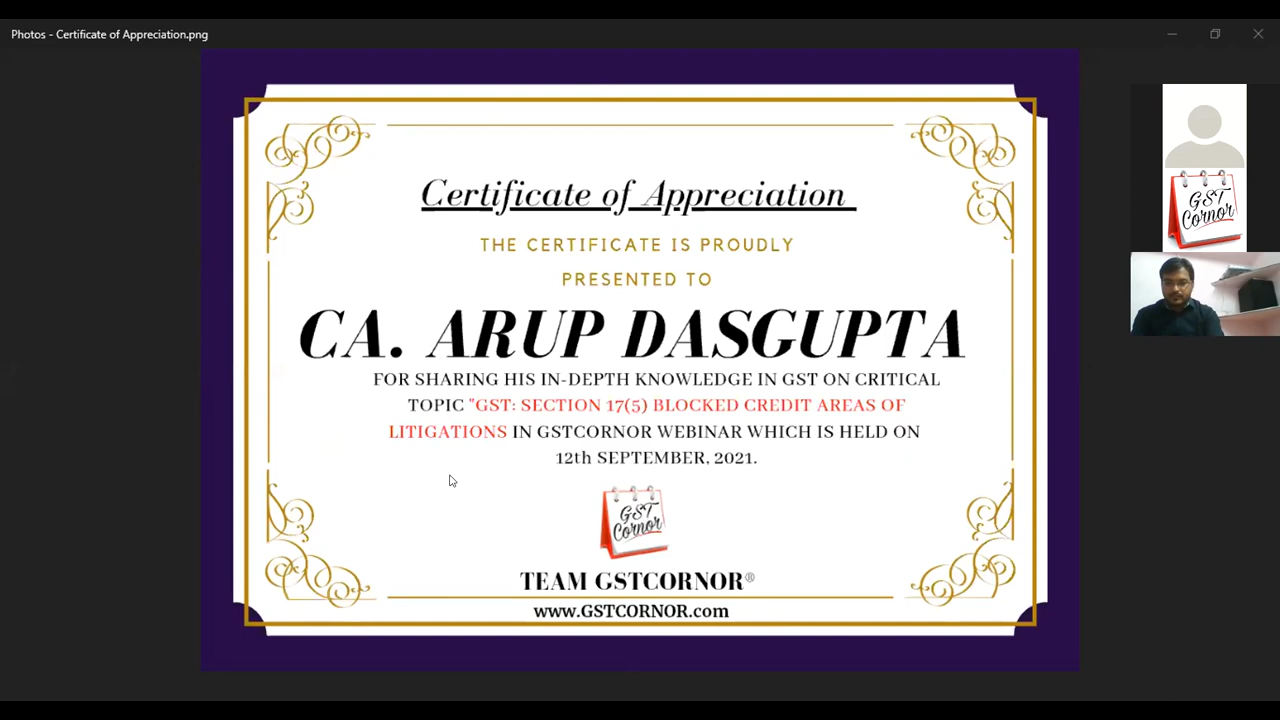 Photos - Certificate of Appreciation.png
Certificate of Appreciation
THE CERTIFICATE IS PROUDLY
PRESENTED TO
CA. ARUP DASGUPTA
FOR SHARING HIS IN-DEPTH KNOWLEDGE IN GST ON CRITICAL
TOPIC "GST: SECTION 17(5) BLOCKED CREDIT AREAS OF
LITIGATIONS IN GSTCORNOR WEBINAR WHICH IS HELD ON
12th SEPTEMBER, 2021.
GST
Cornor
TEAM GSTCORNOR®
www.GSTCORNOR.com
GST
Cornor